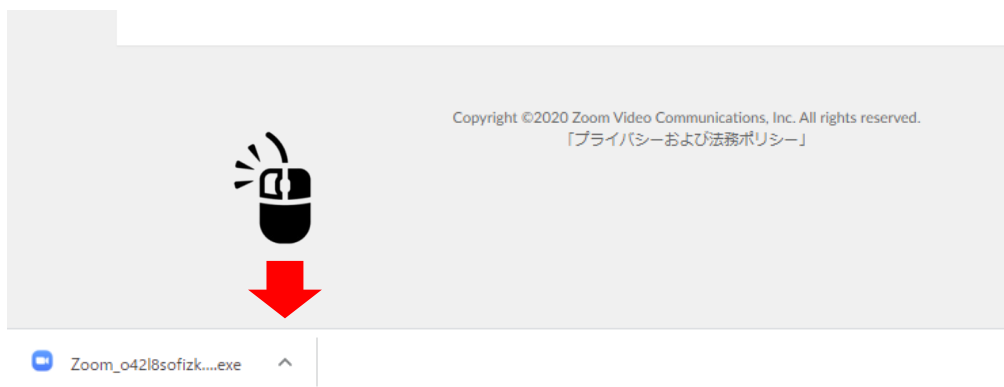 Copyright ©2020 Zoom Video Communications, Inc. All rights reserved.
「プライバシーおよび法務ポリシー」
Zoom_o42l8sofizk....exe